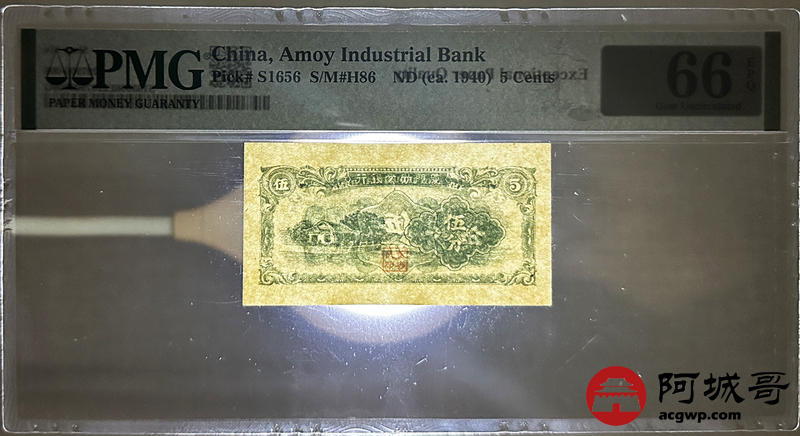 PMG
PAPER MONEY GUARANTY
China, Amoy Industrial Bank
Pick# S1656 S/M#H86 ND (ca. 1940) 5 Cents
66
EPQ
Gem Uncirculated
伍
5
伍
阿城哥
acgwp.com